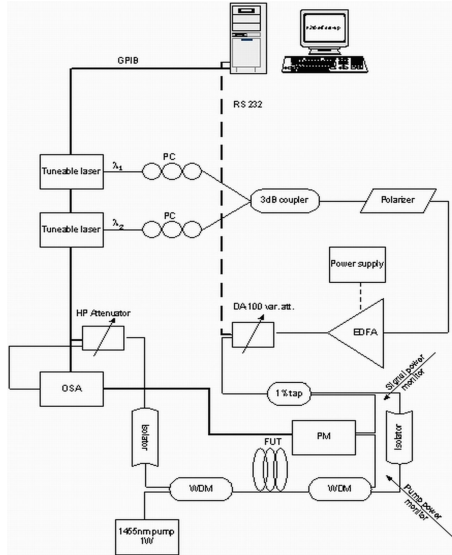 GPIB
RS 232
PC
Tuneable laser
λ1
3dB coupler
Polarizer
PC
Tuneable laser
λ2
Power supply
HP Attenuator
DA100 var. att.
EDFA
Signal power
monitor
OSA
1% tap
Isolator
FUT
PM
Isolator
WDM
WDM
Pump power
monitor
1455nm pump
1W